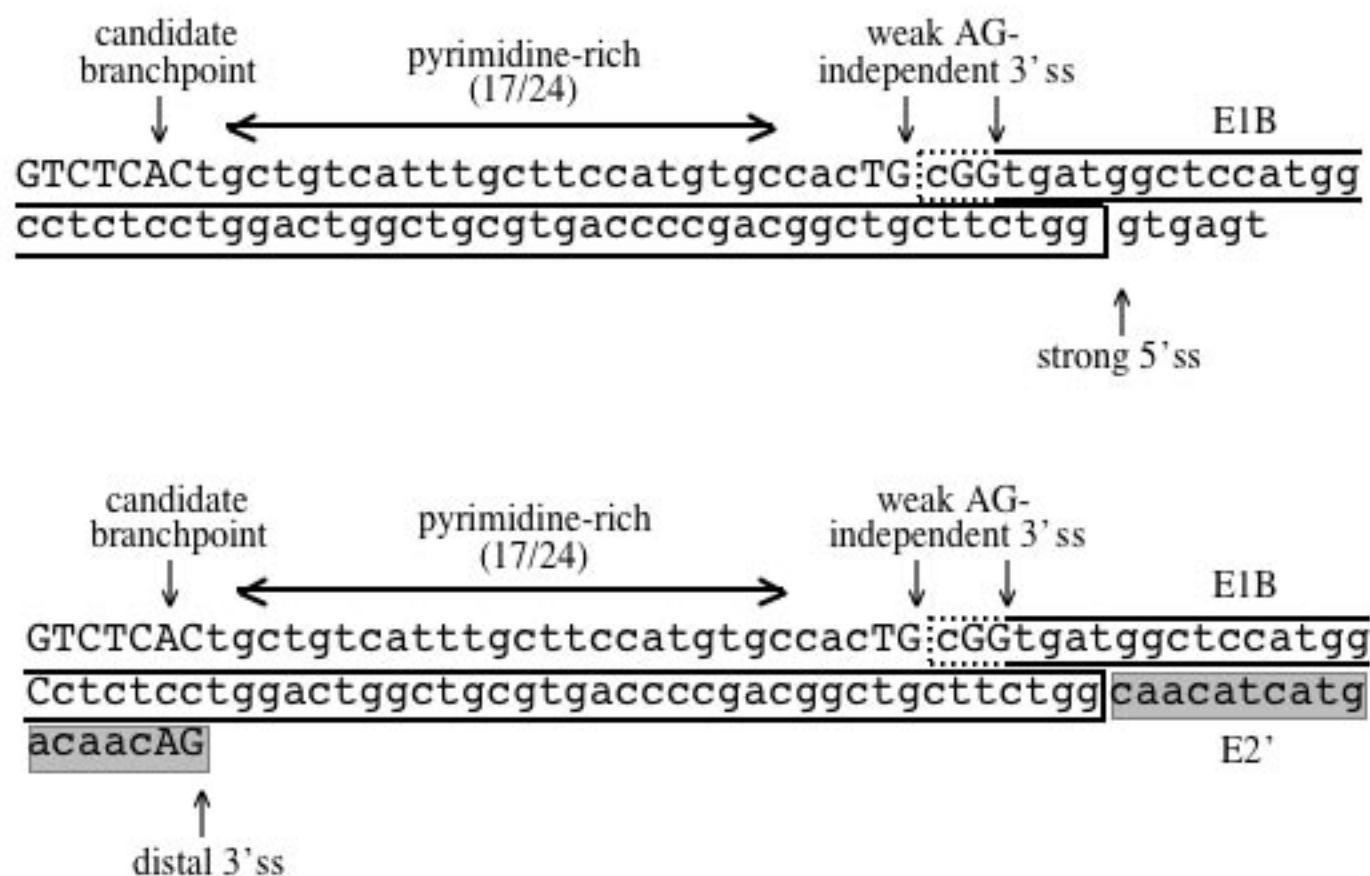 candidate branchpoint
pyrimidine-rich (17/24)
weak AG-independent 3'ss
E1B
GTCTCACtgctgtcatttgcttccatgtgccacTG cGGtgatggctccatgg
cctctcctggactggctgcgtgaccccgacggctgcttctgg gtgagt
strong 5'ss
candidate branchpoint
pyrimidine-rich (17/24)
weak AG-independent 3'ss
E1B
GTCTCACtgctgtcatttgcttccatgtgccacTG cGGtgatggctccatgg
Cctctcctggactggctgcgtgaccccgacggctgcttctgg caacatcatg
acaacAG
E2'
distal 3'ss